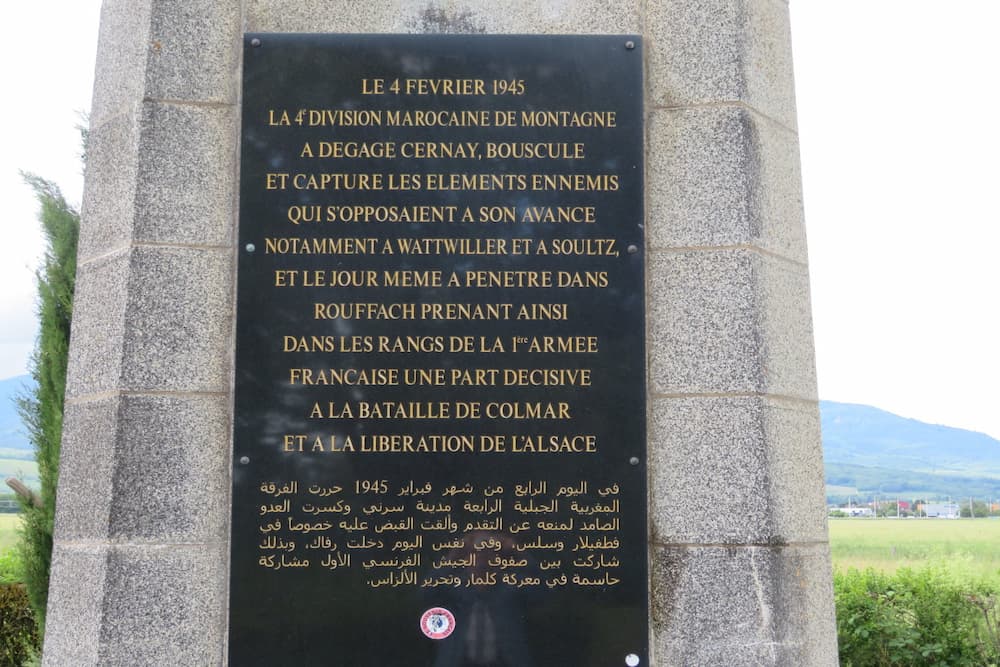 LE 4 FEVRIER 1945
LA 4e DIVISION MAROCAINE DE MONTAGNE
A DEGAGE CERNAY, BOUSCULE
ET CAPTURE LES ELEMENTS ENNEMIS
QUI S'OPPOSAIENT A SON AVANCE
NOTAMMENT A WATTWILLER ET A SOULTZ,
ET LE JOUR MEME A PENETRE DANS
ROUFFACH PRENANT AINSI
DANS LES RANGS DE LA 1ère ARMEE
FRANCAISE UNE PART DECISIVE
A LA BATAILLE DE COLMAR
ET A LA LIBERATION DE L'ALSACE
في اليوم الرابع من شهر فبراير 1945 حررت الفرقة
المغربية الجبلية الرابعة مدينة سرني وكسرت العدو
الصامد لمنعه عن التقدم وألقت القبض عليه خصوصاً في
فطفيلار وسلس، وفي نفس اليوم دخلت رفاك، وبذلك
شاركت بين صفوف الجيش الفرنسي الأول مشاركة
حاسمة في معركة كلمار وتحرير الألزاس.